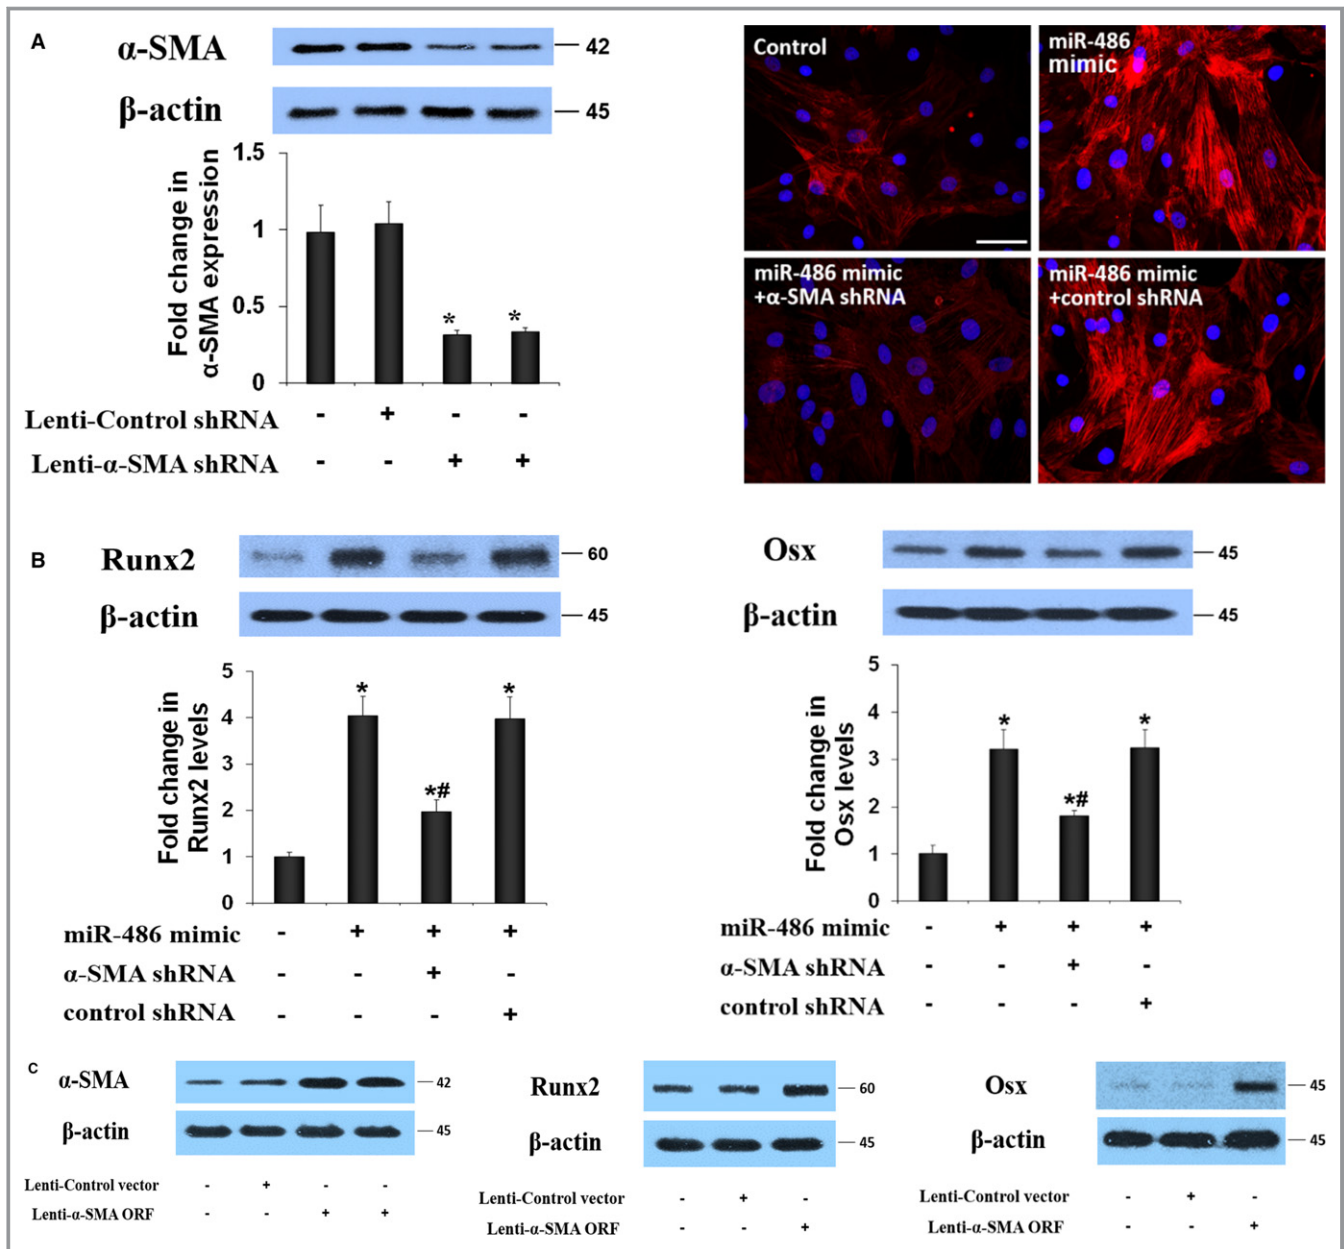 A
α-SMA
42
β-actin
45
Fold change in
α-SMA expression
1.5
1
0.5
0
* *
Lenti-Control shRNA - + - -
Lenti-α-SMA shRNA - - + +
Control
miR-486
mimic
miR-486 mimic
+α-SMA shRNA
miR-486 mimic
+control shRNA
B
Runx2
60
β-actin
45
Fold change in
Runx2 levels
5
4
3
2
1
0
* *# *
miR-486 mimic - + + +
α-SMA shRNA - - + -
control shRNA - - - +
Osx
45
β-actin
45
Fold change in
Osx levels
5
4
3
2
1
0
* *# *
miR-486 mimic - + + +
α-SMA shRNA - - + -
control shRNA - - - +
C
α-SMA
42
β-actin
45
Lenti-Control vector - + - -
Lenti-α-SMA ORF - - + +
Runx2
60
β-actin
45
Lenti-Control vector - + -
Lenti-α-SMA ORF - - +
Osx
45
β-actin
45
Lenti-Control vector - + -
Lenti-α-SMA ORF - - +